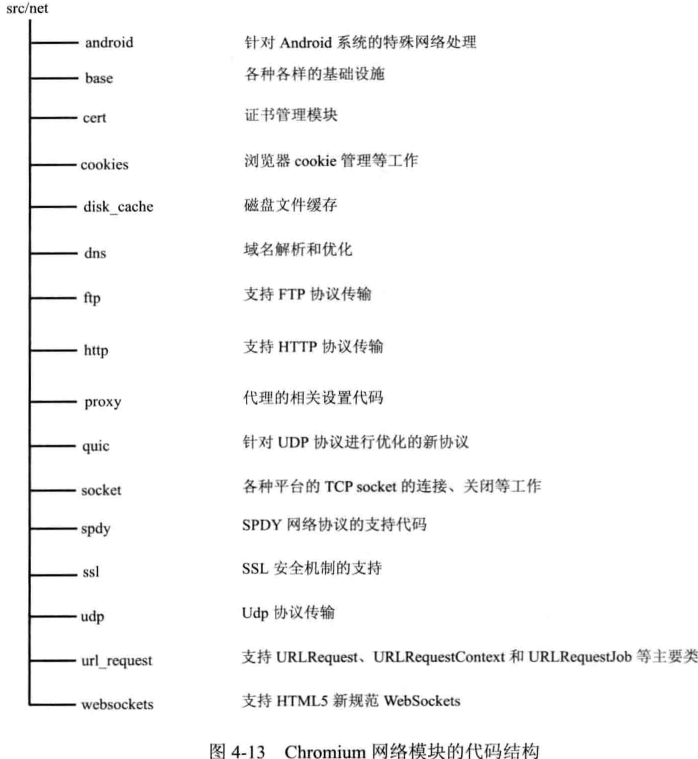 src/net
android 针对 Android 系统的特殊网络处理
base 各种各样的基础设施
cert 证书管理模块
cookies 浏览器 cookie 管理等工作
disk_cache 磁盘文件缓存
dns 域名解析和优化
ftp 支持 FTP 协议传输
http 支持 HTTP 协议传输
proxy 代理的相关设置代码
quic 针对 UDP 协议进行优化的新协议
socket 各种平台的 TCP socket 的连接、关闭等工作
spdy SPDY 网络协议的支持代码
ssl SSL 安全机制的支持
udp Udp 协议传输
url_request 支持 URLRequest、URLRequestContext 和 URLRequestJob 等主要类
websockets 支持 HTML5 新规范 WebSockets
图 4-13 Chromium 网络模块的代码结构